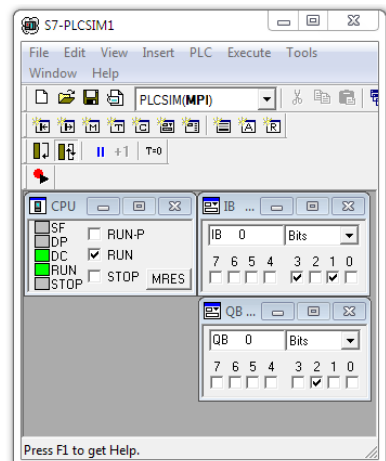 S7-PLCSIM1
File Edit View Insert PLC Execute Tools
Window Help
PLCSIM(MPI)
+1 T=0
CPU
SF
DP
DC
RUN
STOP
RUN-P
RUN
STOP MRES
IB ...
IB 0 Bits
7 6 5 4 3 2 1 0
QB ...
QB 0 Bits
7 6 5 4 3 2 1 0
Press F1 to get Help.